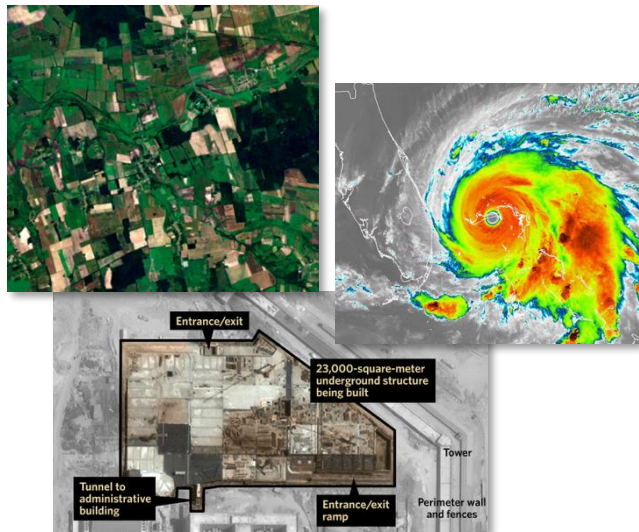 Entrance/exit
23,000-square-meter
underground structure
being built
Tower
Tunnel to
administrative
building
Entrance/exit
ramp
Perimeter wall
and fences